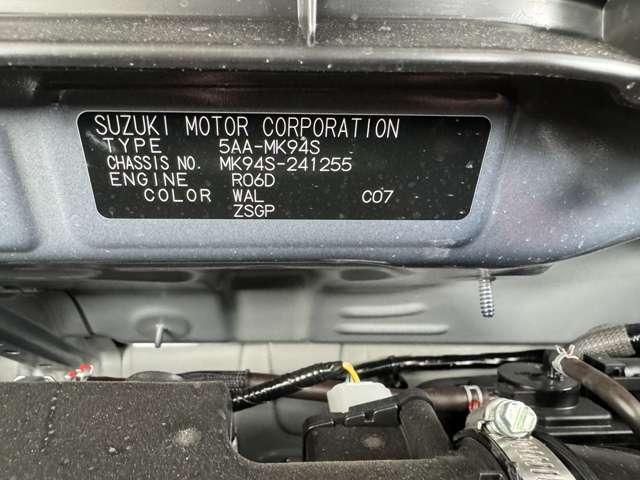 SUZUKI MOTOR CORPORATION
TYPE 5AA-MK94S
CHASSIS NO. MK94S-241255
ENGINE R06D
COLOR WAL C07
ZSGP